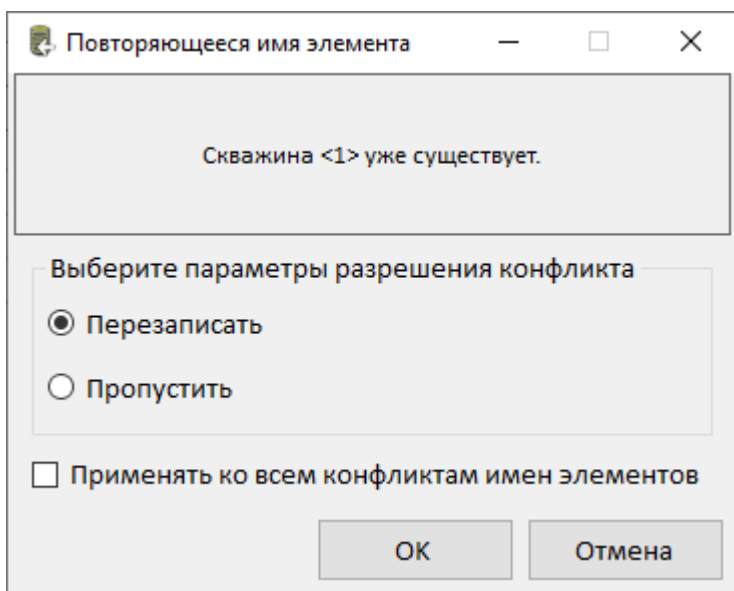 Повторяющееся имя элемента
Скважина <1> уже существует.
Выберите параметры разрешения конфликта
Перезаписать
Пропустить
Применять ко всем конфликтам имен элементов
OK
Отмена